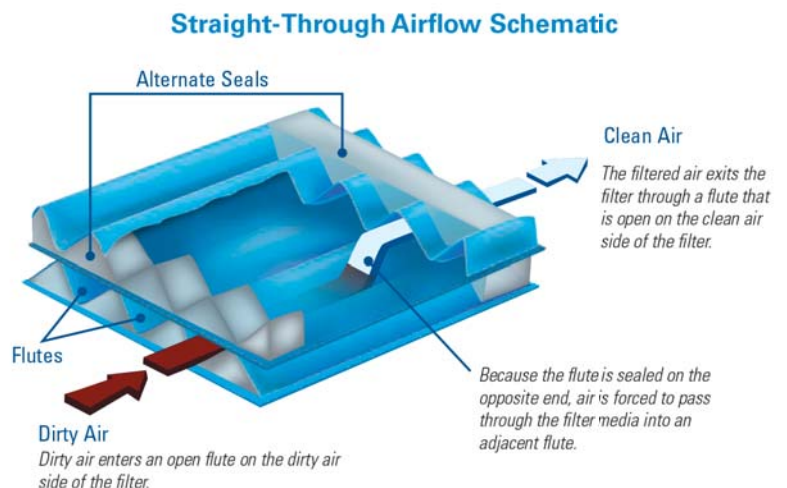 Straight-Through Airflow Schematic
Alternate Seals
Clean Air
The filtered air exits the
filter through a flute that
is open on the clean air
side of the filter.
Flutes
Because the flute is sealed on the
opposite end, air is forced to pass
through the filter media into an
adjacent flute.
Dirty Air
Dirty air enters an open flute on the dirty air
side of the filter.